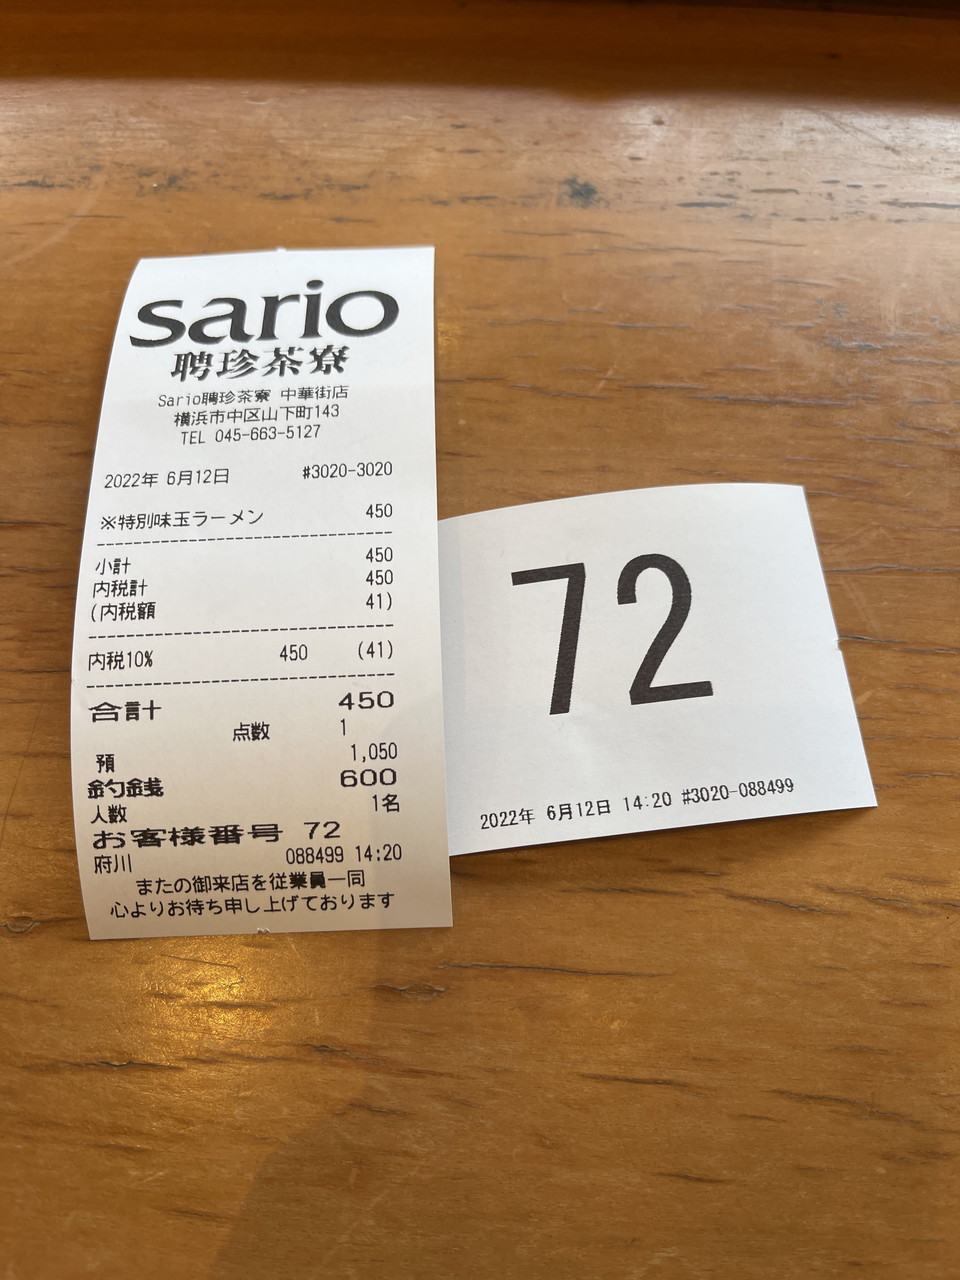 sario
聘珍茶寮
Sario聘珍茶寮 中華街店
横浜市中区山下町143
TEL 045-663-5127
2022年 6月12日 #3020-3020
※特別味玉ラーメン 450
小計 450
内税計 450
(内税額 41)
内税10% 450 (41)
合計 450
点数 1
預 1,050
釣銭 600
人数 1名
お客様番号 72
府川 088499 14:20
またの御来店を従業員一同
心よりお待ち申し上げております
72
2022年 6月12日 14:20 #3020-088499